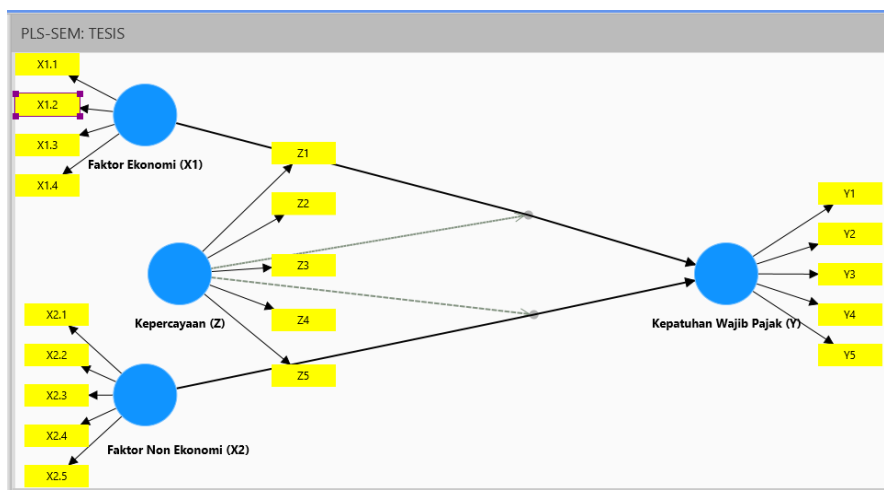 PLS-SEM: TESIS
X1.1
X1.2
X1.3
X1.4
Faktor Ekonomi (X1)
Z1
Z2
Z3
Z4
Z5
Kepercayaan (Z)
X2.1
X2.2
X2.3
X2.4
X2.5
Faktor Non Ekonomi (X2)
Y1
Y2
Y3
Y4
Y5
Kepatuhan Wajib Pajak (Y)